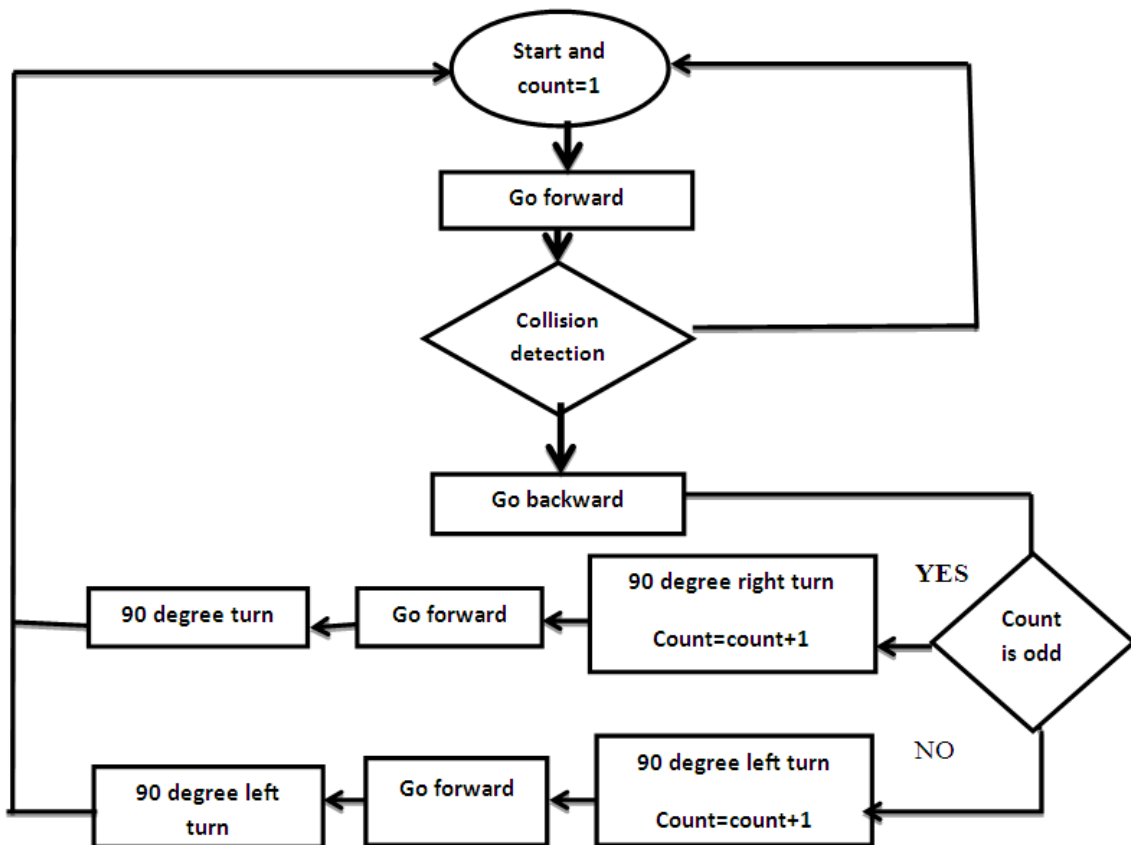 Start and
count=1
Go forward
Collision
detection
Go backward
YES
Count
is odd
90 degree right turn
Count=count+1
Go forward
90 degree turn
NO
90 degree left turn
Count=count+1
Go forward
90 degree left
turn